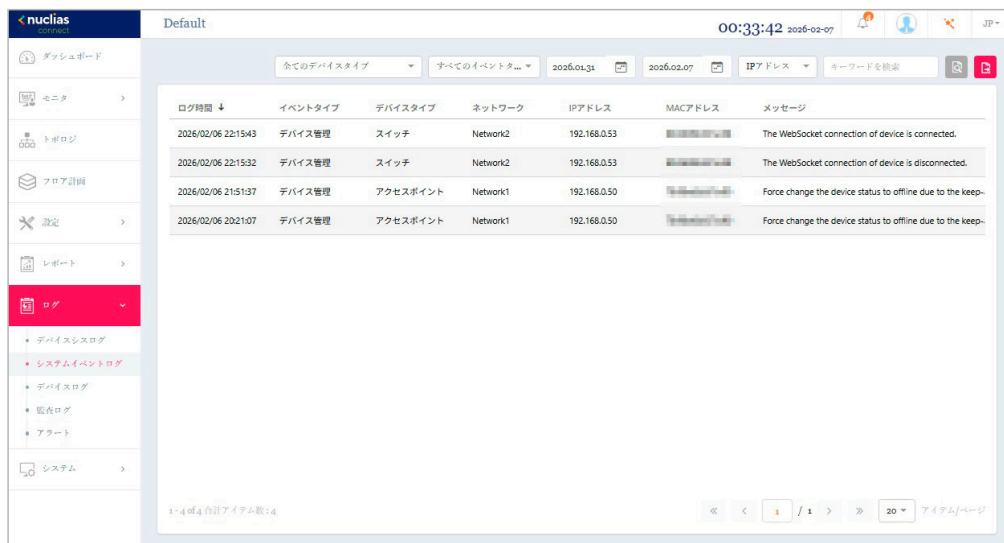 nuclias
connect
Default
00:33:42 2026-02-07
4
JP
ダッシュボード
モニタ
トポロジ
フロア計画
設定
レポート
ログ
デバイスシスログ
システムイベントログ
デバイスログ
監査ログ
アラート
システム
全てのデバイスタイプ
すべてのイベントタ...
2026.01.31
2026.02.07
IPアドレス
キーワードを検索
ログ時間 イベントタイプ デバイスタイプ ネットワーク IPアドレス MACアドレス メッセージ
2026/02/06 22:15:43 デバイス管理 スイッチ Network2 192.168.0.53 The WebSocket connection of device is connected.
2026/02/06 22:15:32 デバイス管理 スイッチ Network2 192.168.0.53 The WebSocket connection of device is disconnected.
2026/02/06 21:51:37 デバイス管理 アクセスポイント Network1 192.168.0.50 Force change the device status to offline due to the keep-
2026/02/06 20:21:07 デバイス管理 アクセスポイント Network1 192.168.0.50 Force change the device status to offline due to the keep-
1 - 4 of 4 合計アイテム数 : 4
1 / 1
20 アイテム/ページ